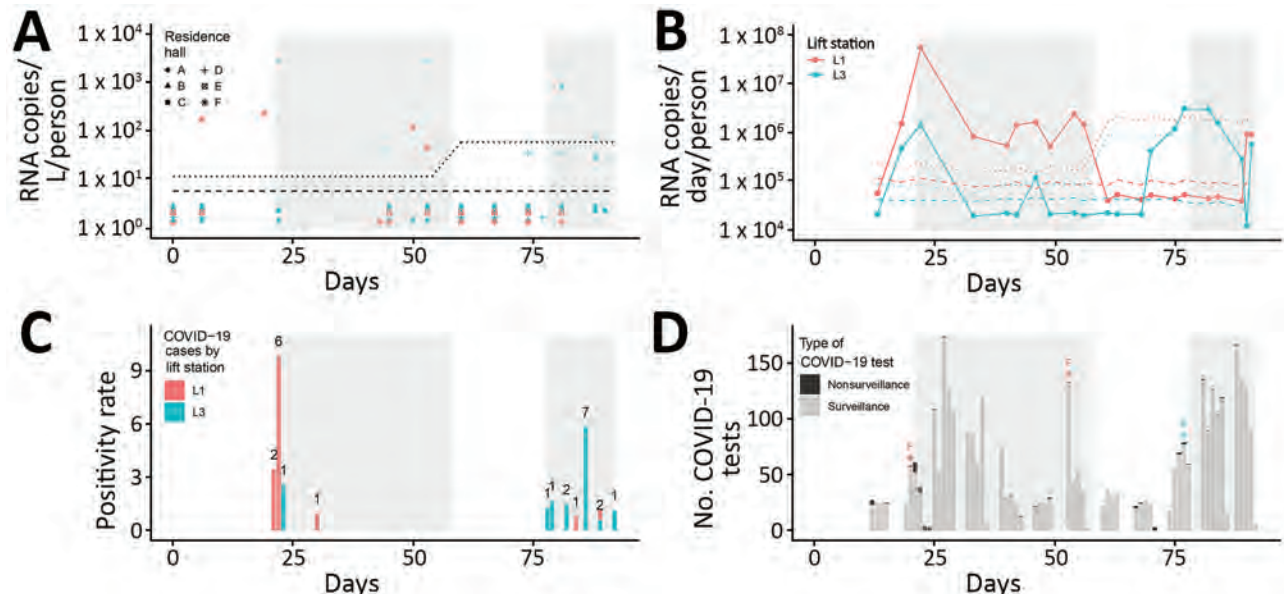 A
RNA copies/
L/person
1 x 10⁴
1 x 10³
1 x 10²
1 x 10¹
1 x 10⁰
Residence
hall
A D
B E
C F
0 25 50 75
Days
B
RNA copies/
day/person
1 x 10⁸
1 x 10⁷
1 x 10⁶
1 x 10⁵
1 x 10⁴
Lift station
L1
L3
0 25 50 75
Days
C
Positivity rate
9
6
3
0
COVID−19
cases by
lift station
L1
L3
2 6 1 1 1 1 2 1 7 2 1
0 25 50 75
Days
D
No. COVID-19
tests
150
100
50
0
Type of
COVID−19 test
Nonsurveillance
Surveillance
F F
0 25 50 75
Days